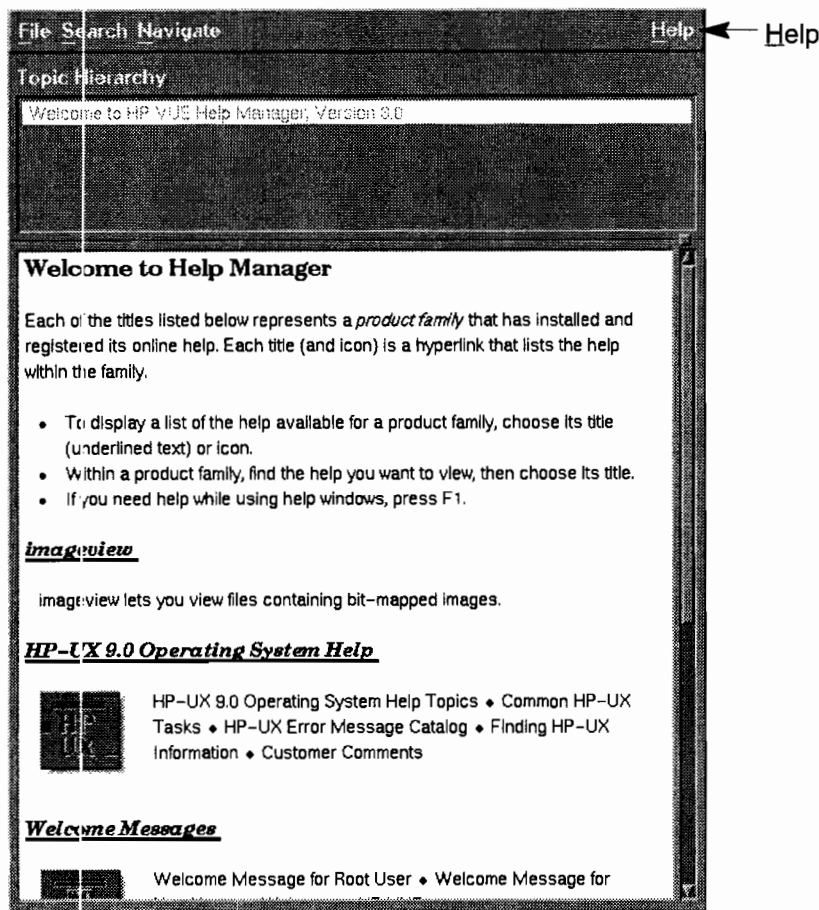 File Search Navigate Help
Help
Topic Hierarchy
Welcome to HP VUE Help Manager, Version 3.0
Welcome to Help Manager
Each of the titles listed below represents a product family that has installed and
registered its online help. Each title (and icon) is a hyperlink that lists the help
within the family.
• To display a list of the help available for a product family, choose its title
(underlined text) or icon.
• Within a product family, find the help you want to view, then choose its title.
• If you need help while using help windows, press F1.
imageview
imageview lets you view files containing bit-mapped images.
HP-UX 9.0 Operating System Help
HP
UX
HP-UX 9.0 Operating System Help Topics ◆ Common HP-UX
Tasks ◆ HP-UX Error Message Catalog ◆ Finding HP-UX
Information ◆ Customer Comments
Welcome Messages
Welcome Message for Root User ◆ Welcome Message for